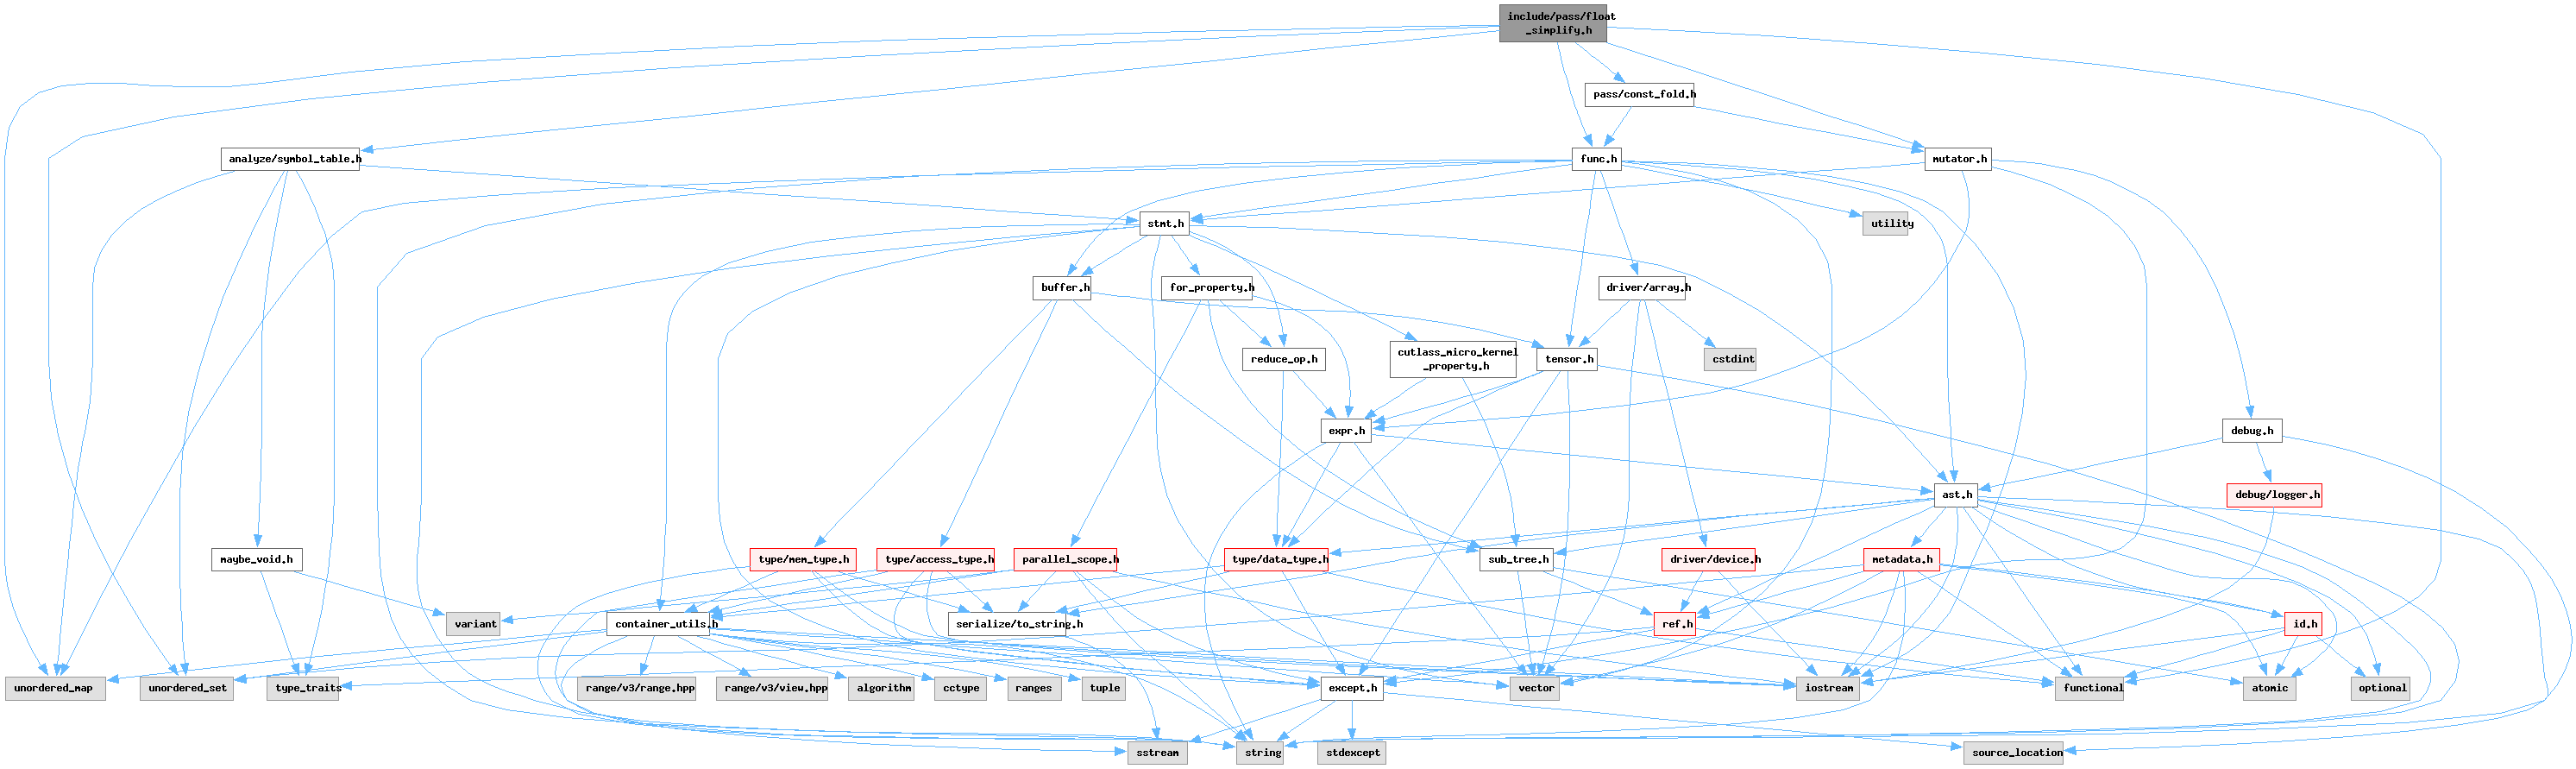 include/pass/float
_simplify.h
pass/const_fold.h
analyze/symbol_table.h
func.h
mutator.h
stmt.h
utility
buffer.h
for_property.h
driver/array.h
reduce_op.h
cutlass_micro_kernel
_property.h
tensor.h
cstdint
expr.h
debug.h
ast.h
debug/logger.h
maybe_void.h
type/mem_type.h
type/access_type.h
parallel_scope.h
type/data_type.h
sub_tree.h
driver/device.h
metadata.h
variant
container_utils.h
serialize/to_string.h
ref.h
id.h
unordered_map
unordered_set
type_traits
range/v3/range.hpp
range/v3/view.hpp
algorithm
cctype
ranges
tuple
except.h
vector
iostream
functional
atomic
optional
sstream
string
stdexcept
source_location